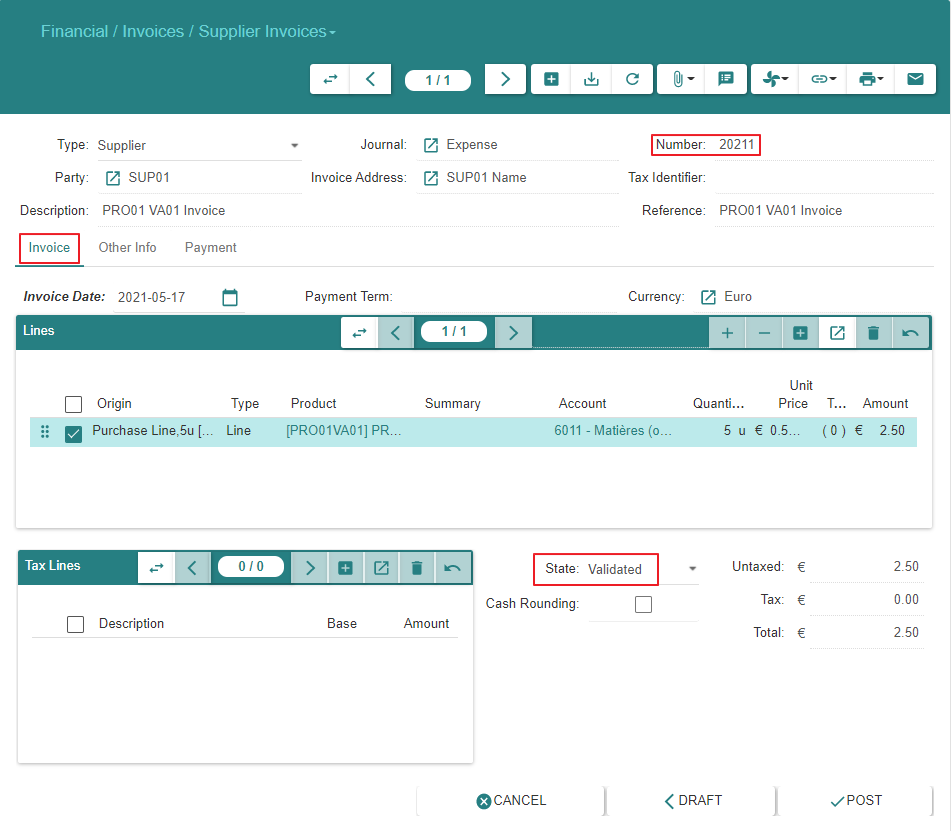 Financial / Invoices / Supplier Invoices
1 / 1
Type: Supplier Journal: Expense Number: 20211
Party: SUP01 Invoice Address: SUP01 Name Tax Identifier:
Description: PRO01 VA01 Invoice Reference: PRO01 VA01 Invoice
Invoice Other Info Payment
Invoice Date: 2021-05-17 Payment Term: Currency: Euro
Lines 1 / 1
Origin Type Product Summary Account Quanti... Unit Price T... Amount
Purchase Line,5u [... Line [PRO01VA01] PR... 6011 - Matières (o... 5 u € 0.5... ( 0 ) € 2.50
Tax Lines 0 / 0
Description Base Amount
State: Validated
Cash Rounding:
Untaxed: € 2.50
Tax: € 0.00
Total: € 2.50
CANCEL DRAFT POST